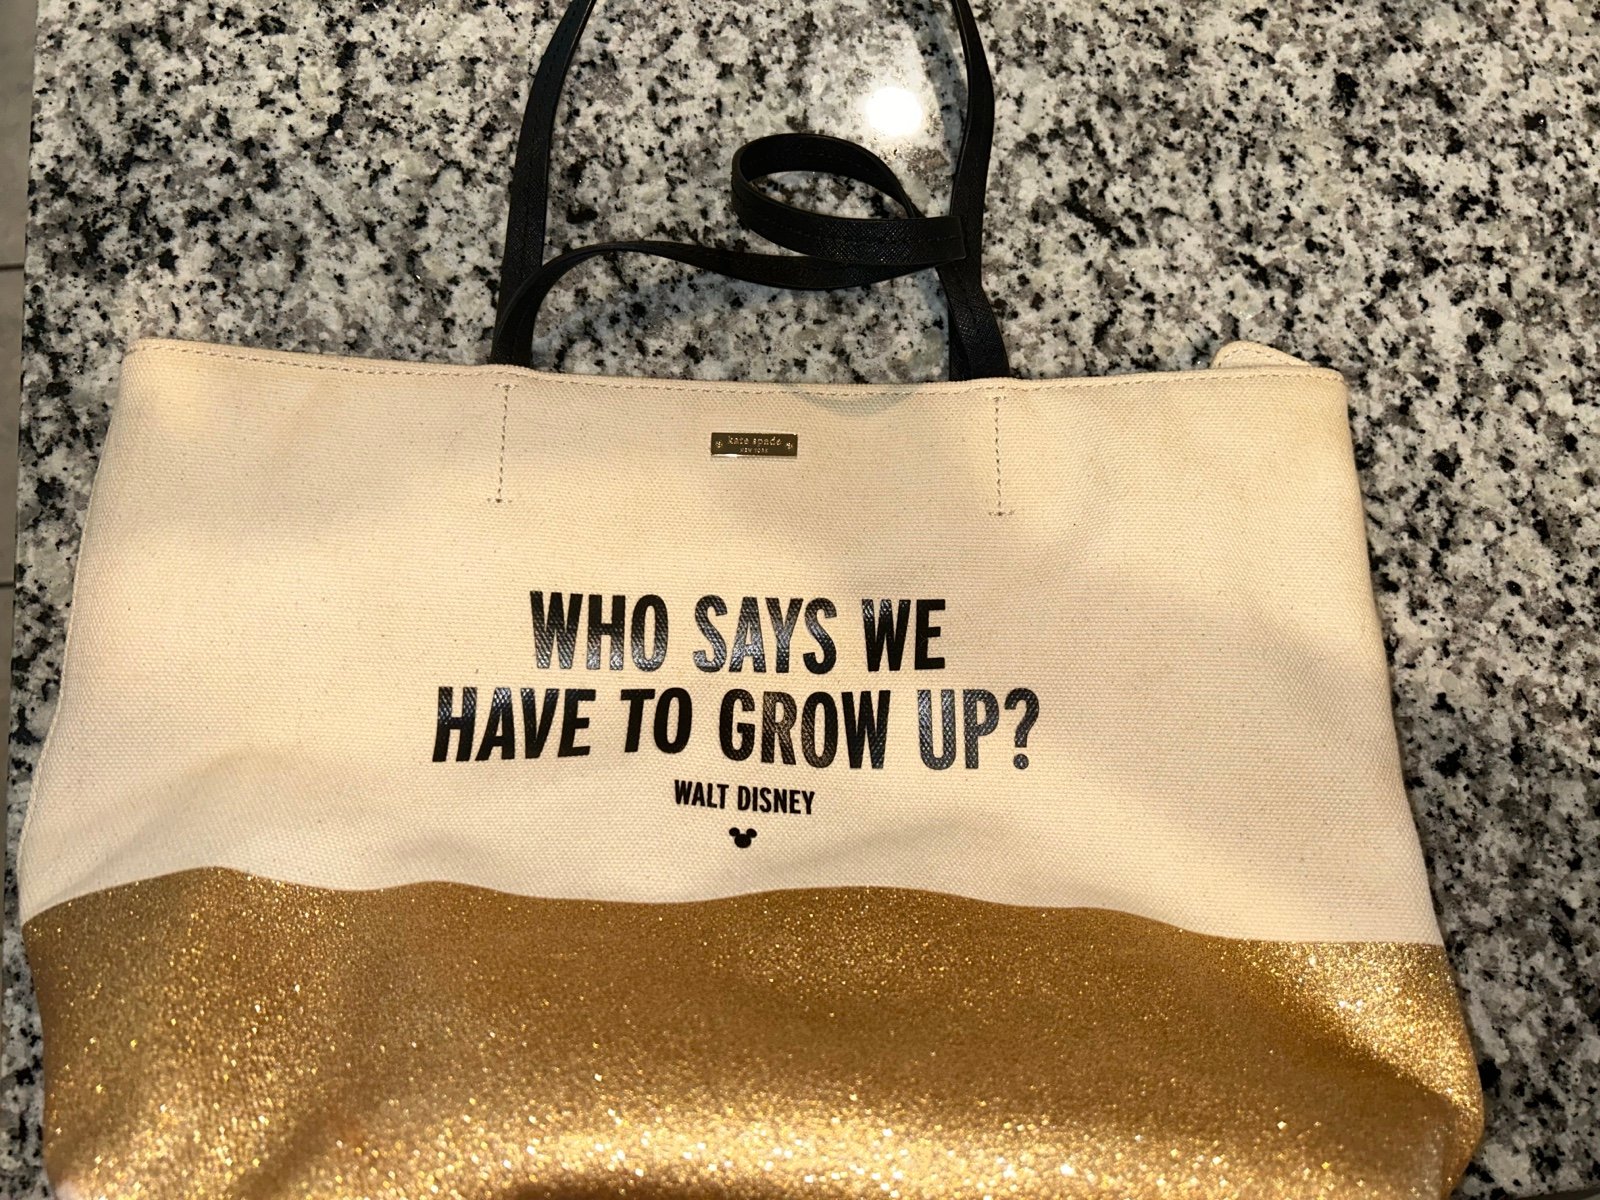 kate spade
NEW YORK
WHO SAYS WE
HAVE TO GROW UP?
WALT DISNEY